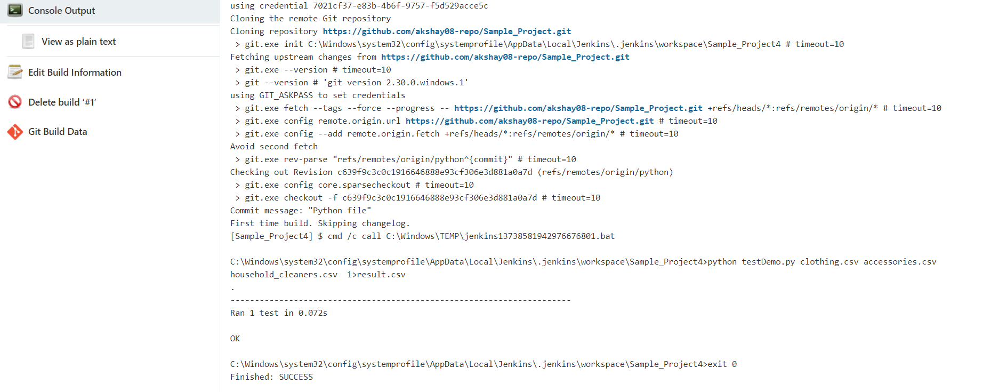 Console Output
View as plain text
Edit Build Information
Delete build ‘#1’
Git Build Data
using credential 7021cf37-e83b-4b6f-9757-f5d529acce5c
Cloning the remote Git repository
Cloning repository https://github.com/akshay08-repo/Sample_Project.git
> git.exe init C:\Windows\system32\config\systemprofile\AppData\Local\Jenkins\.jenkins\workspace\Sample_Project4 # timeout=10
Fetching upstream changes from https://github.com/akshay08-repo/Sample_Project.git
> git.exe --version # timeout=10
> git --version # 'git version 2.30.0.windows.1'
using GIT_ASKPASS to set credentials
> git.exe fetch --tags --force --progress -- https://github.com/akshay08-repo/Sample_Project.git +refs/heads/*:refs/remotes/origin/* # timeout=10
> git.exe config remote.origin.url https://github.com/akshay08-repo/Sample_Project.git # timeout=10
> git.exe config --add remote.origin.fetch +refs/heads/*:refs/remotes/origin/* # timeout=10
Avoid second fetch
> git.exe rev-parse "refs/remotes/origin/python^{commit}" # timeout=10
Checking out Revision c639f9c3c0c1916646888e93cf306e3d881a0a7d (refs/remotes/origin/python)
> git.exe config core.sparsecheckout # timeout=10
> git.exe checkout -f c639f9c3c0c1916646888e93cf306e3d881a0a7d # timeout=10
Commit message: "Python file"
First time build. Skipping changelog.
[Sample_Project4] $ cmd /c call C:\Windows\TEMP\jenkins13738581942976676801.bat
C:\Windows\system32\config\systemprofile\AppData\Local\Jenkins\.jenkins\workspace\Sample_Project4>python testDemo.py clothing.csv accessories.csv
household_cleaners.csv  1>result.csv
.
----------------------------------------------------------------------
Ran 1 test in 0.072s
OK
C:\Windows\system32\config\systemprofile\AppData\Local\Jenkins\.jenkins\workspace\Sample_Project4>exit 0
Finished: SUCCESS